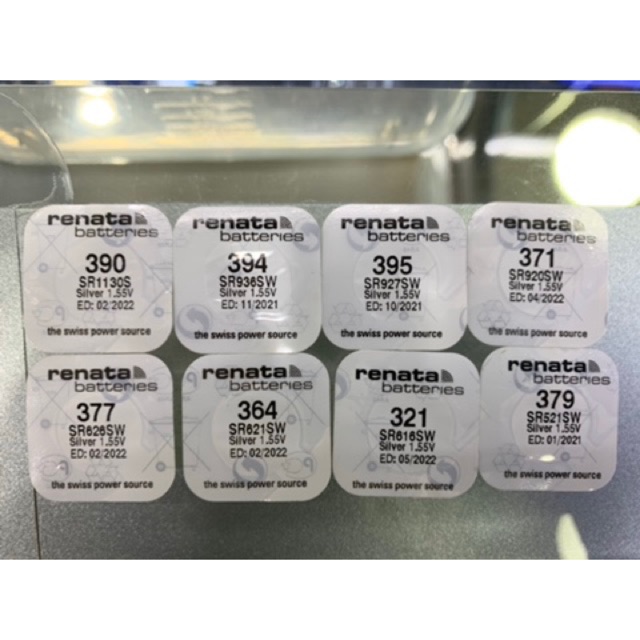 renata
batteries
390
SR1130S
Silver 1.55V
ED: 02/2022
the swiss power source
renata
batteries
394
SR936SW
Silver 1.55V
ED: 11/2021
the swiss power source
renata
batteries
395
SR927SW
Silver 1.55V
ED: 10/2021
the swiss power source
renata
batteries
371
SR920SW
Silver 1.55V
ED: 04/2022
the swiss power source
renata
batteries
377
SR626SW
Silver 1.55V
ED: 02/2022
the swiss power source
renata
batteries
364
SR621SW
Silver 1.55V
ED: 02/2022
the swiss power source
renata
batteries
321
SR616SW
Silver 1.55V
ED: 05/2022
the swiss power source
renata
batteries
379
SR521SW
Silver 1.55V
ED: 01/2021
the swiss power source